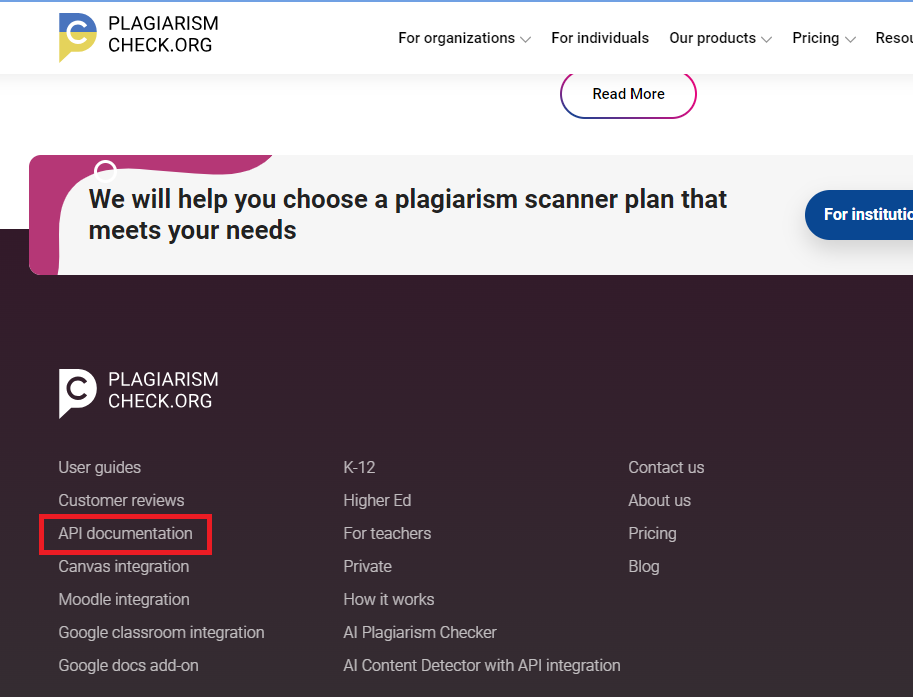 PLAGIARISM
CHECK.ORG
For organizations
For individuals
Our products
Pricing
Read More
We will help you choose a plagiarism scanner plan that
meets your needs
PLAGIARISM
CHECK.ORG
User guides
Customer reviews
API documentation
Canvas integration
Moodle integration
Google classroom integration
Google docs add-on
K-12
Higher Ed
For teachers
Private
How it works
AI Plagiarism Checker
AI Content Detector with API integration
Contact us
About us
Pricing
Blog